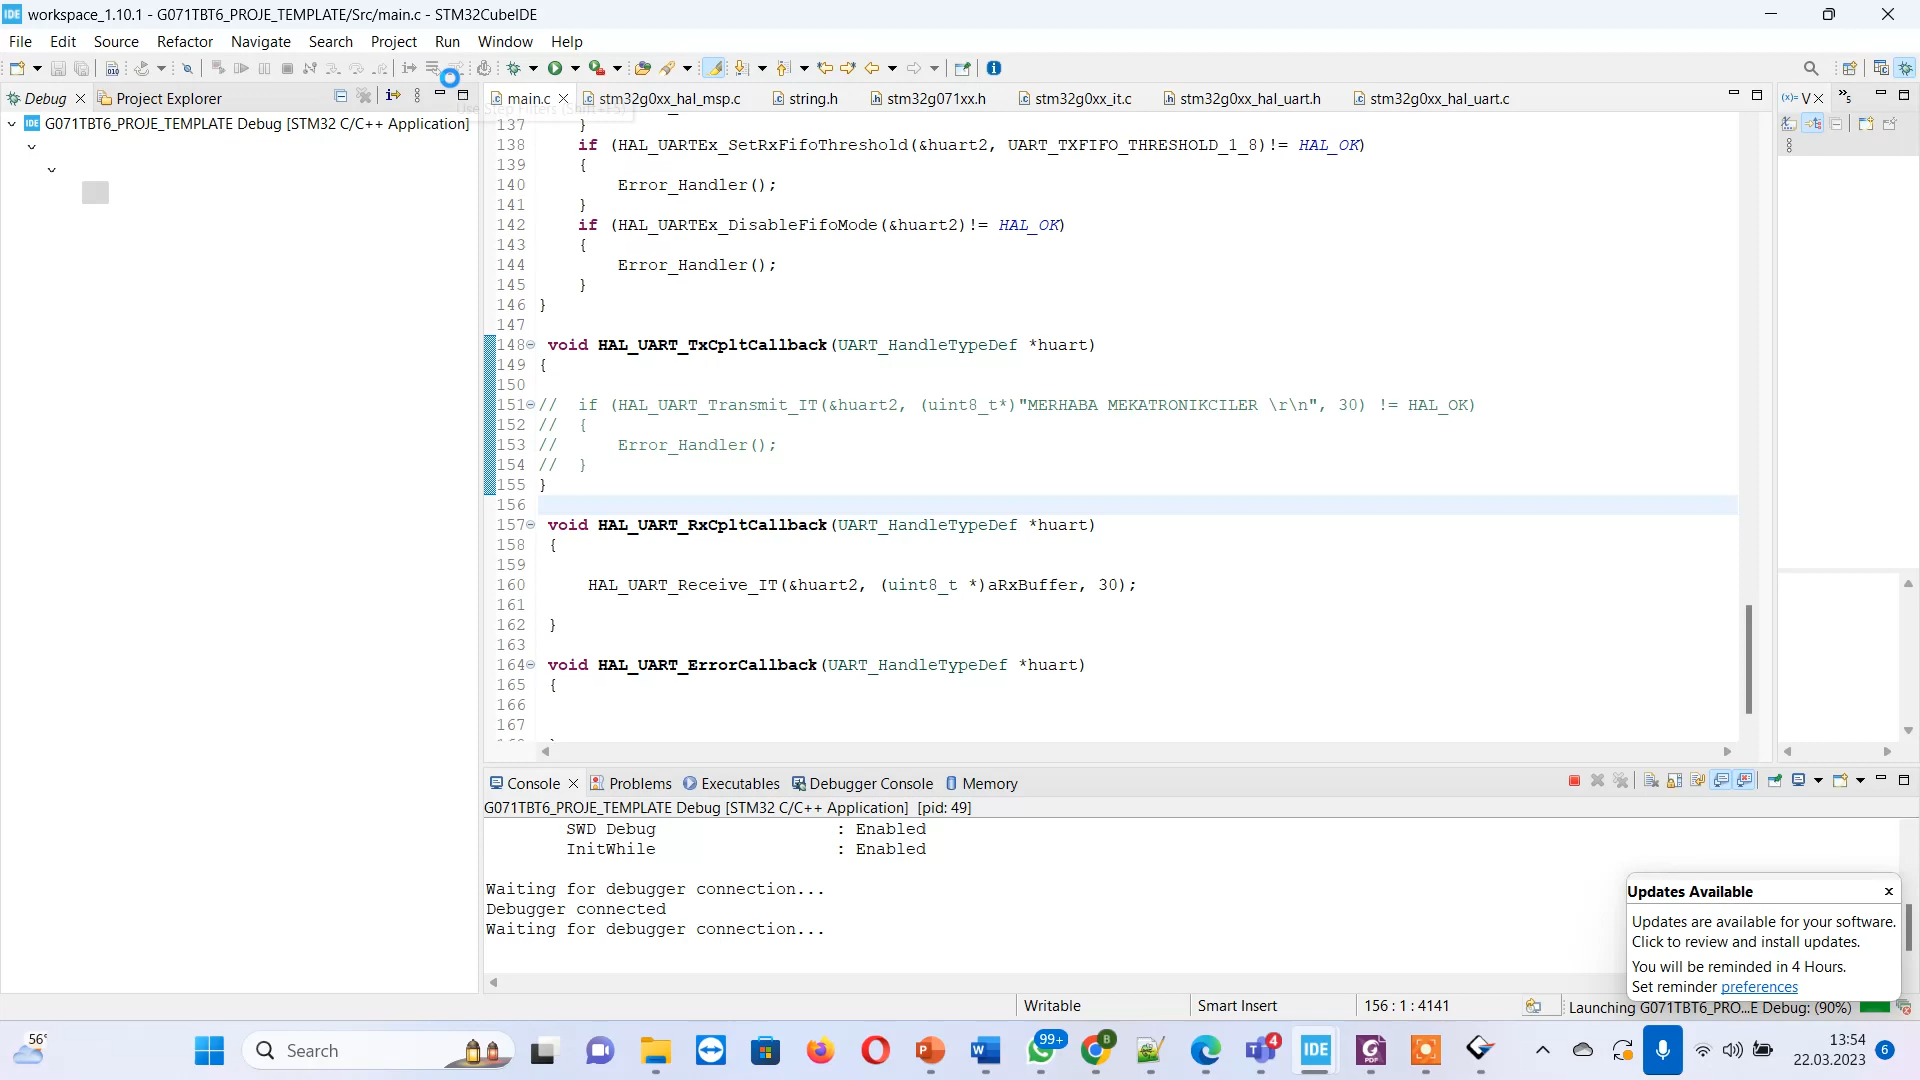 workspace_1.10.1 - G071TBT6_PROJE_TEMPLATE/Src/main.c - STM32CubeIDE
File Edit Source Refactor Navigate Search Project Run Window Help
Debug Project Explorer
G071TBT6_PROJE_TEMPLATE Debug [STM32 C/C++ Application]
main.c stm32g0xx_hal_msp.c string.h stm32g071xx.h stm32g0xx_it.c stm32g0xx_hal_uart.h stm32g0xx_hal_uart.c
137 }
138 if (HAL_UARTEx_SetRxFifoThreshold(&huart2, UART_TXFIFO_THRESHOLD_1_8)!= HAL_OK)
139 {
140 Error_Handler();
141 }
142 if (HAL_UARTEx_DisableFifoMode(&huart2)!= HAL_OK)
143 {
144 Error_Handler();
145 }
146 }
147
148 void HAL_UART_TxCpltCallback(UART_HandleTypeDef *huart)
149 {
150
151 // if (HAL_UART_Transmit_IT(&huart2, (uint8_t*)"MERHABA MEKATRONIKCILER \r\n", 30) != HAL_OK)
152 // {
153 // Error_Handler();
154 // }
155 }
156
157 void HAL_UART_RxCpltCallback(UART_HandleTypeDef *huart)
158 {
159
160 HAL_UART_Receive_IT(&huart2, (uint8_t *)aRxBuffer, 30);
161
162 }
163
164 void HAL_UART_ErrorCallback(UART_HandleTypeDef *huart)
165 {
166
167
(x)= V »5
Console Problems Executables Debugger Console Memory
G071TBT6_PROJE_TEMPLATE Debug [STM32 C/C++ Application] [pid: 49]
SWD Debug : Enabled
InitWhile : Enabled
Waiting for debugger connection...
Debugger connected
Waiting for debugger connection...
Updates Available
Updates are available for your software.
Click to review and install updates.
You will be reminded in 4 Hours.
Set reminder preferences
Writable Smart Insert 156 : 1 : 4141 Launching G071TBT6_PRO...E Debug: (90%)
56°
Search
99+
4
IDE
13:54
22.03.2023
6